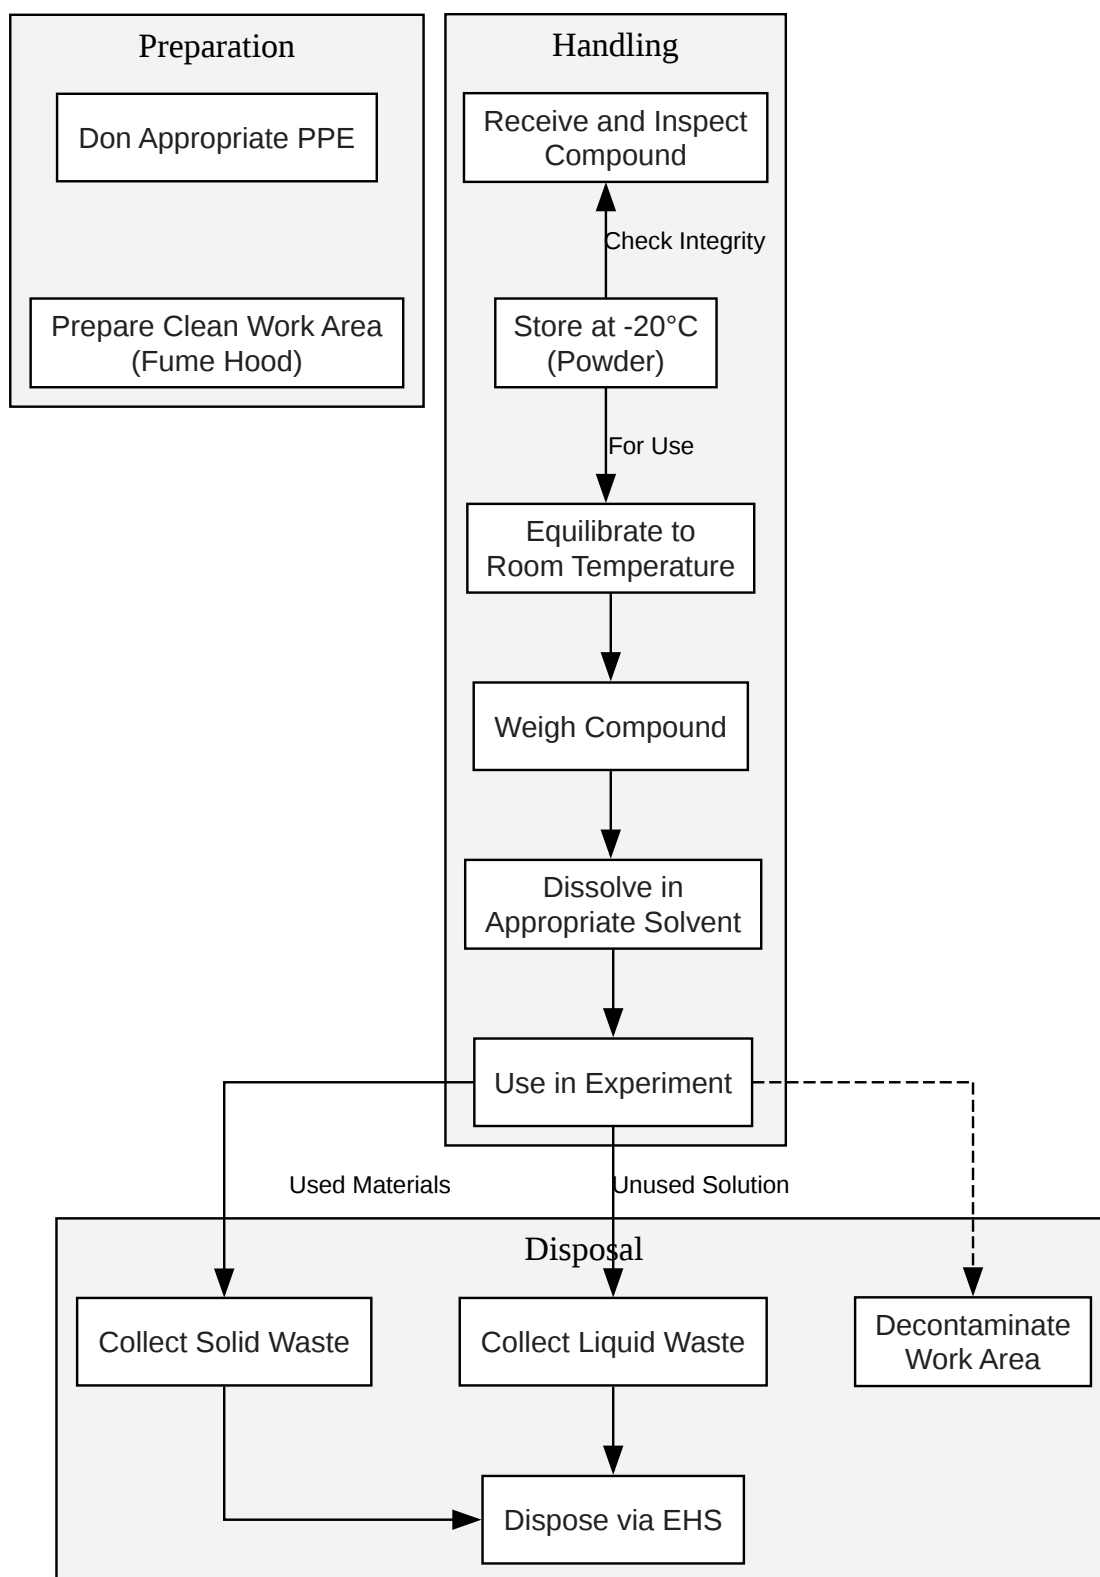 Preparation
Don Appropriate PPE
Prepare Clean Work Area
(Fume Hood)
Handling
Receive and Inspect
Compound
Check Integrity
Store at -20°C
(Powder)
For Use
Equilibrate to
Room Temperature
Weigh Compound
Dissolve in
Appropriate Solvent
Use in Experiment
Used Materials
Unused Solution
Disposal
Collect Solid Waste
Collect Liquid Waste
Decontaminate
Work Area
Dispose via EHS